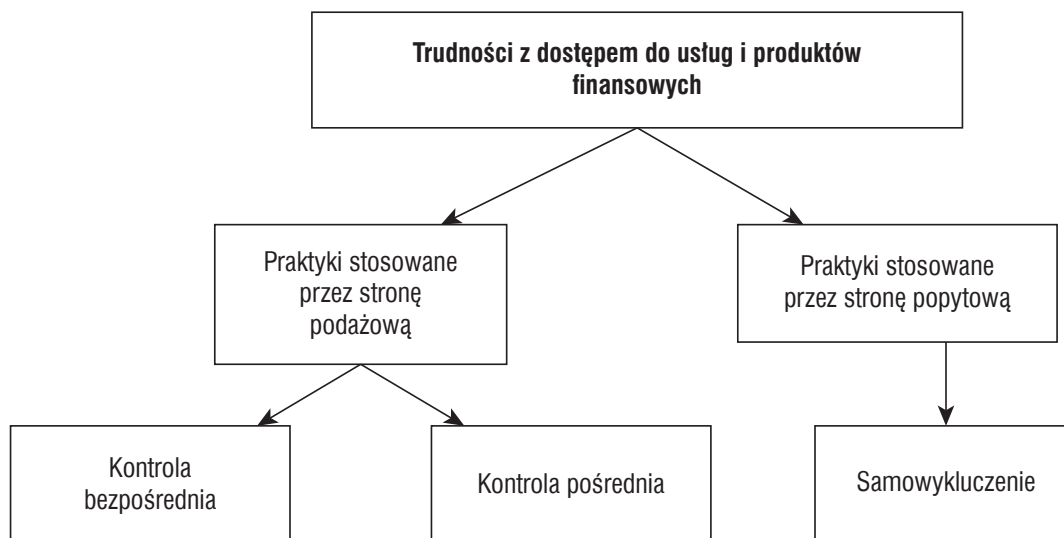 Trudności z dostępem do usług i produktów
finansowych
Praktyki stosowane
przez stronę
podażową
Praktyki stosowane
przez stronę popytową
Kontrola
bezpośrednia
Kontrola pośrednia
Samowykluczenie